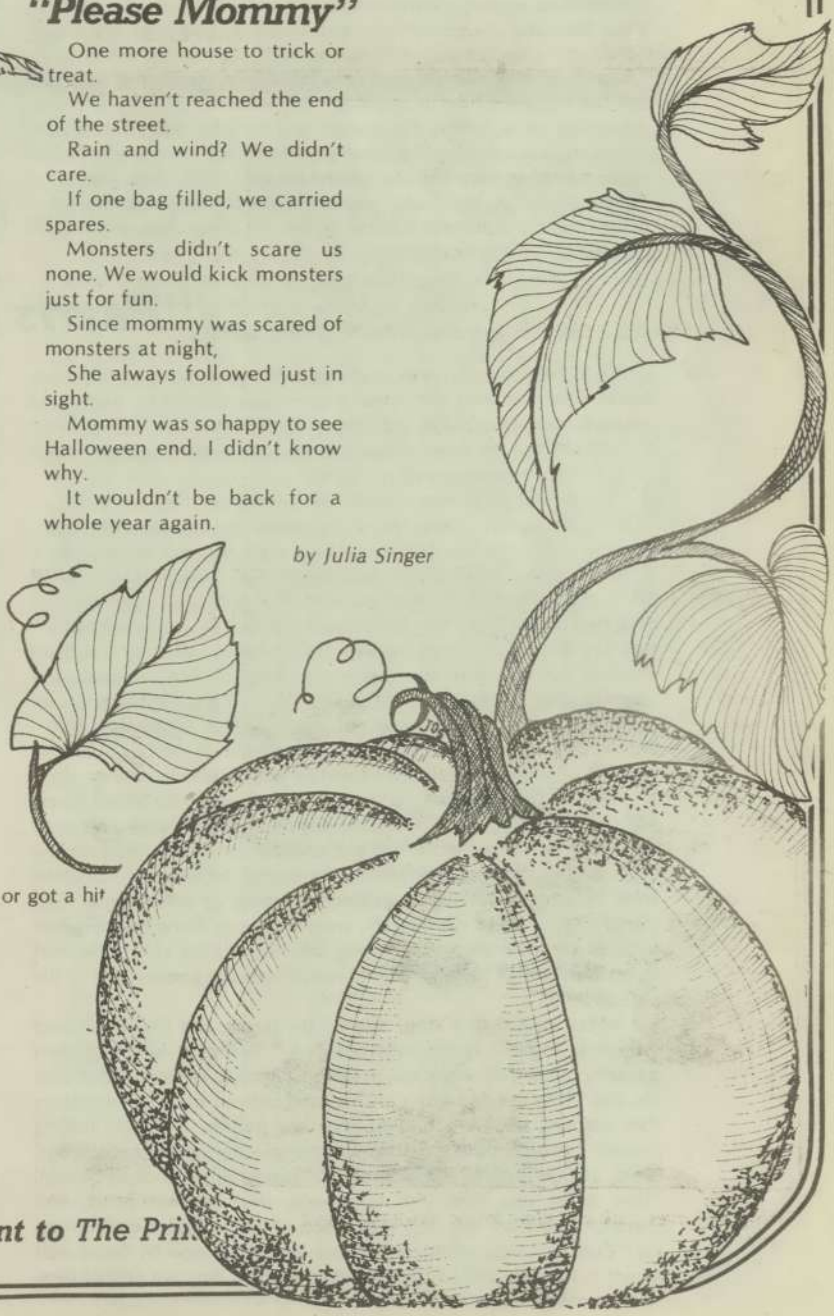 "Please Mommy"
One more house to trick or
treat.
We haven't reached the end
of the street.
Rain and wind? We didn't
care.
If one bag filled, we carried
spares.
Monsters didn't scare us
none. We would kick monsters
just for fun.
Since mommy was scared of
monsters at night,
She always followed just in
sight.
Mommy was so happy to see
Halloween end. I didn't know
why.
It wouldn't be back for a
whole year again.
by Julia Singer
or got a hit
to The